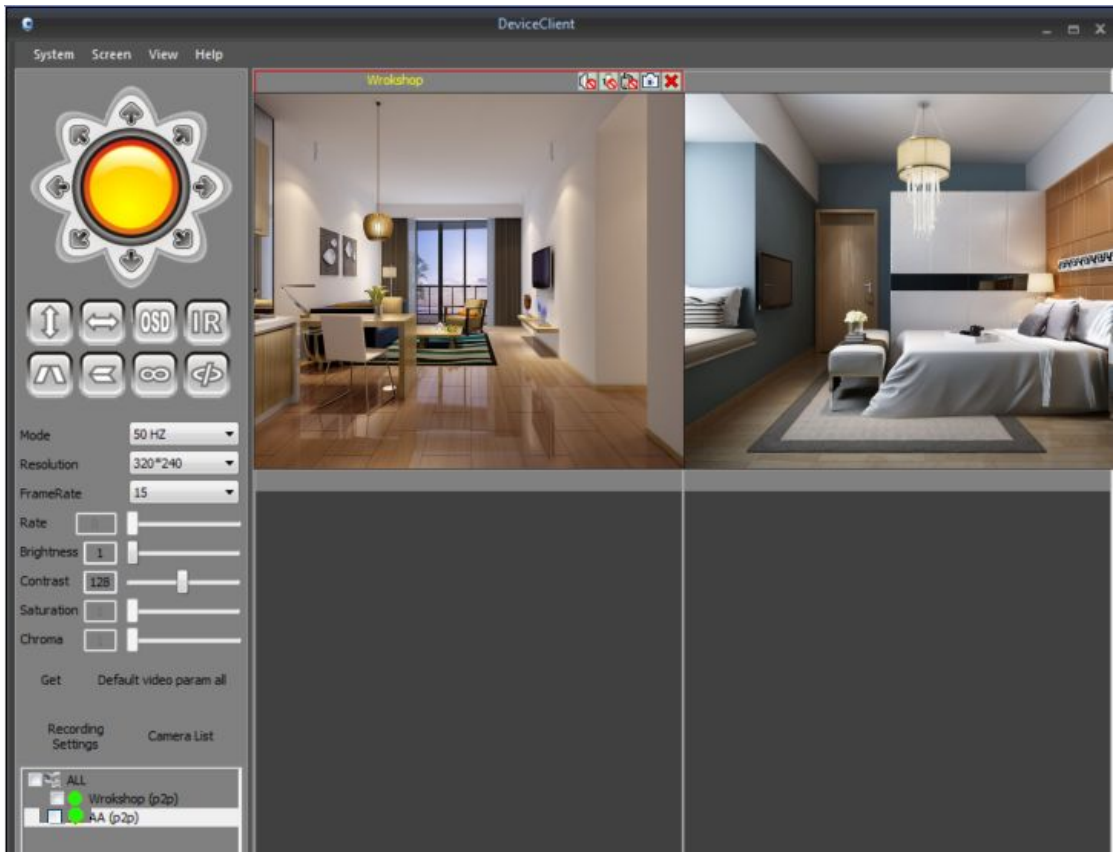 DeviceClient
System Screen View Help
Wrokshop
OSD IR
Mode 50 HZ
Resolution 320*240
FrameRate 15
Rate
Brightness 1
Contrast 128
Saturation
Chroma
Get Default video param all
Recording Settings
Camera List
ALL
Wrokshop (p2p)
AA (p2p)